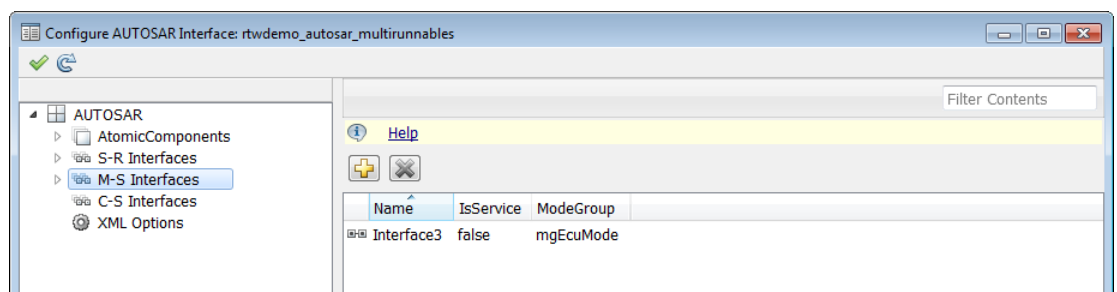 Configure AUTOSAR Interface: rtwdemo_autosar_multirunnables
Filter Contents
AUTOSAR
AtomicComponents
S-R Interfaces
M-S Interfaces
C-S Interfaces
XML Options
Help
Name IsService ModeGroup
Interface3 false mgEcuMode